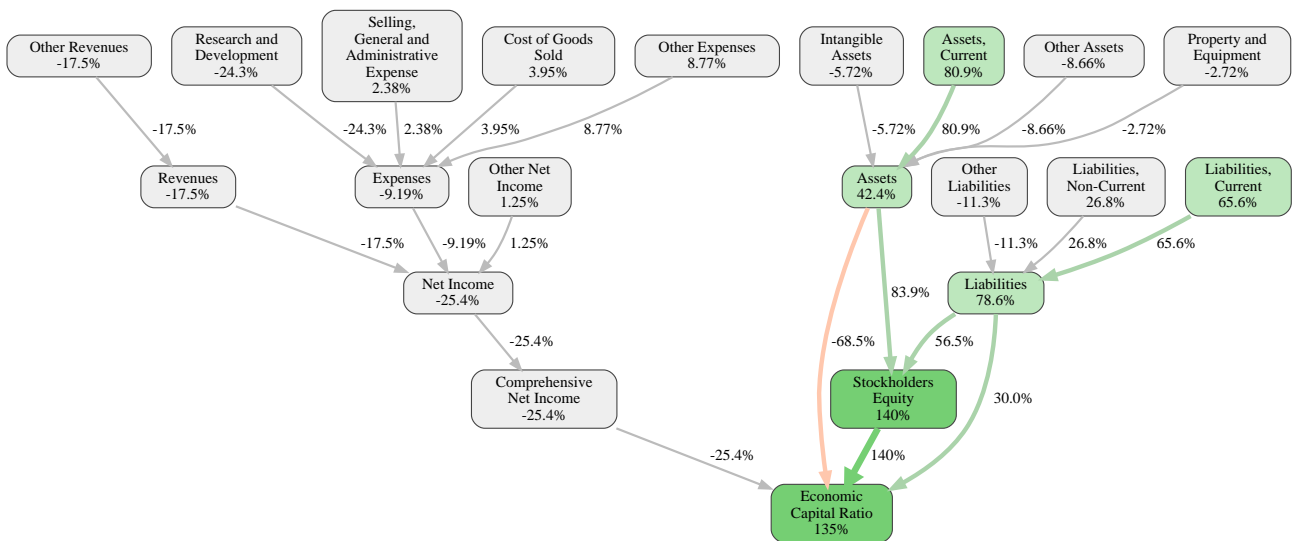 Other Revenues
-17.5%
Research and
Development
-24.3%
Selling,
General and
Administrative
Expense
2.38%
Cost of Goods
Sold
3.95%
Other Expenses
8.77%
Intangible
Assets
-5.72%
Assets,
Current
80.9%
Other Assets
-8.66%
Property and
Equipment
-2.72%
-17.5%
-24.3%
2.38%
3.95%
8.77%
-5.72%
80.9%
-8.66%
-2.72%
Revenues
-17.5%
Expenses
-9.19%
Other Net
Income
1.25%
Assets
42.4%
Other
Liabilities
-11.3%
Liabilities,
Non-Current
26.8%
Liabilities,
Current
65.6%
-17.5%
-9.19%
1.25%
-11.3%
26.8%
65.6%
Net Income
-25.4%
83.9%
Liabilities
78.6%
-25.4%
-68.5%
56.5%
Comprehensive
Net Income
-25.4%
Stockholders
Equity
140%
30.0%
-25.4%
140%
Economic
Capital Ratio
135%